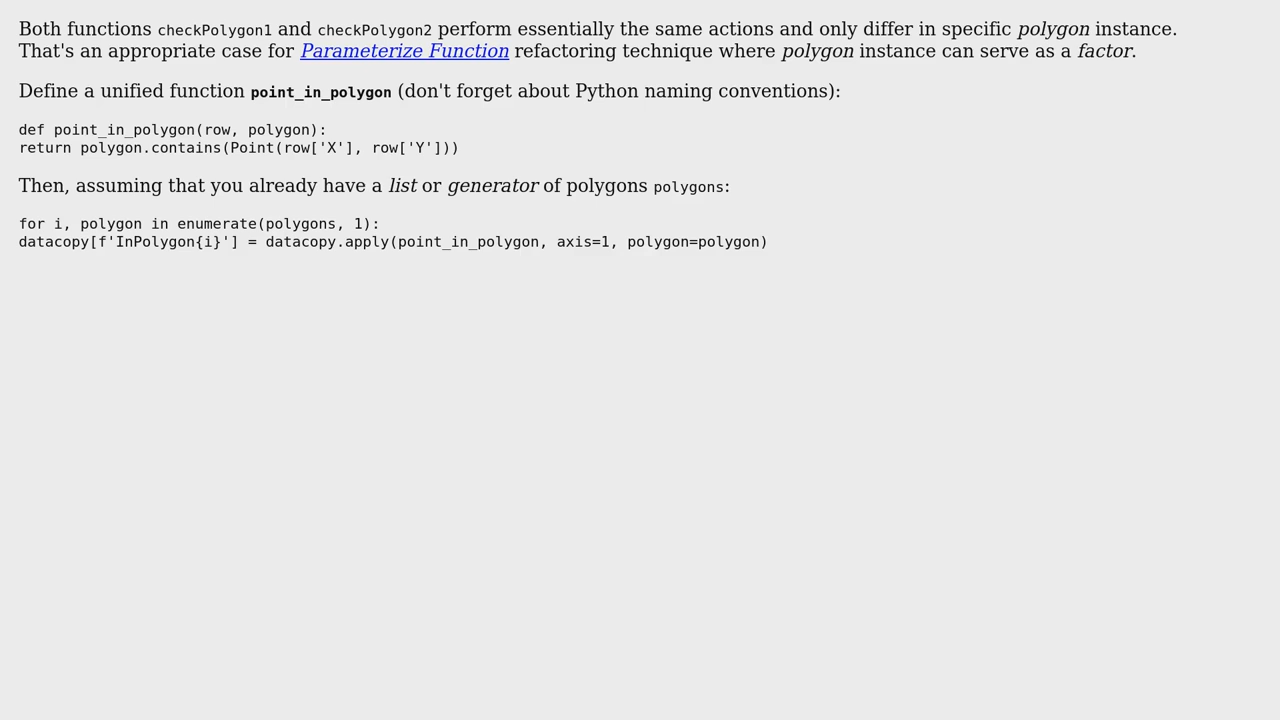 Both functions checkPolygon1 and checkPolygon2 perform essentially the same actions and only differ in specific polygon instance.
That's an appropriate case for Parameterize Function refactoring technique where polygon instance can serve as a factor.
Define a unified function point_in_polygon (don't forget about Python naming conventions):
def point_in_polygon(row, polygon):
return polygon.contains(Point(row['X'], row['Y']))
Then, assuming that you already have a list or generator of polygons polygons:
for i, polygon in enumerate(polygons, 1):
datacopy[f'InPolygon{i}'] = datacopy.apply(point_in_polygon, axis=1, polygon=polygon)